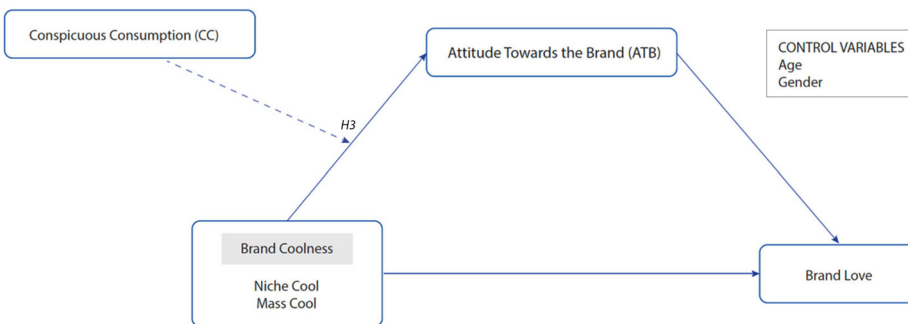 Conspicuous Consumption (CC)
Attitude Towards the Brand (ATB)
CONTROL VARIABLES
Age
Gender
H3
Brand Coolness
Niche Cool
Mass Cool
Brand Love